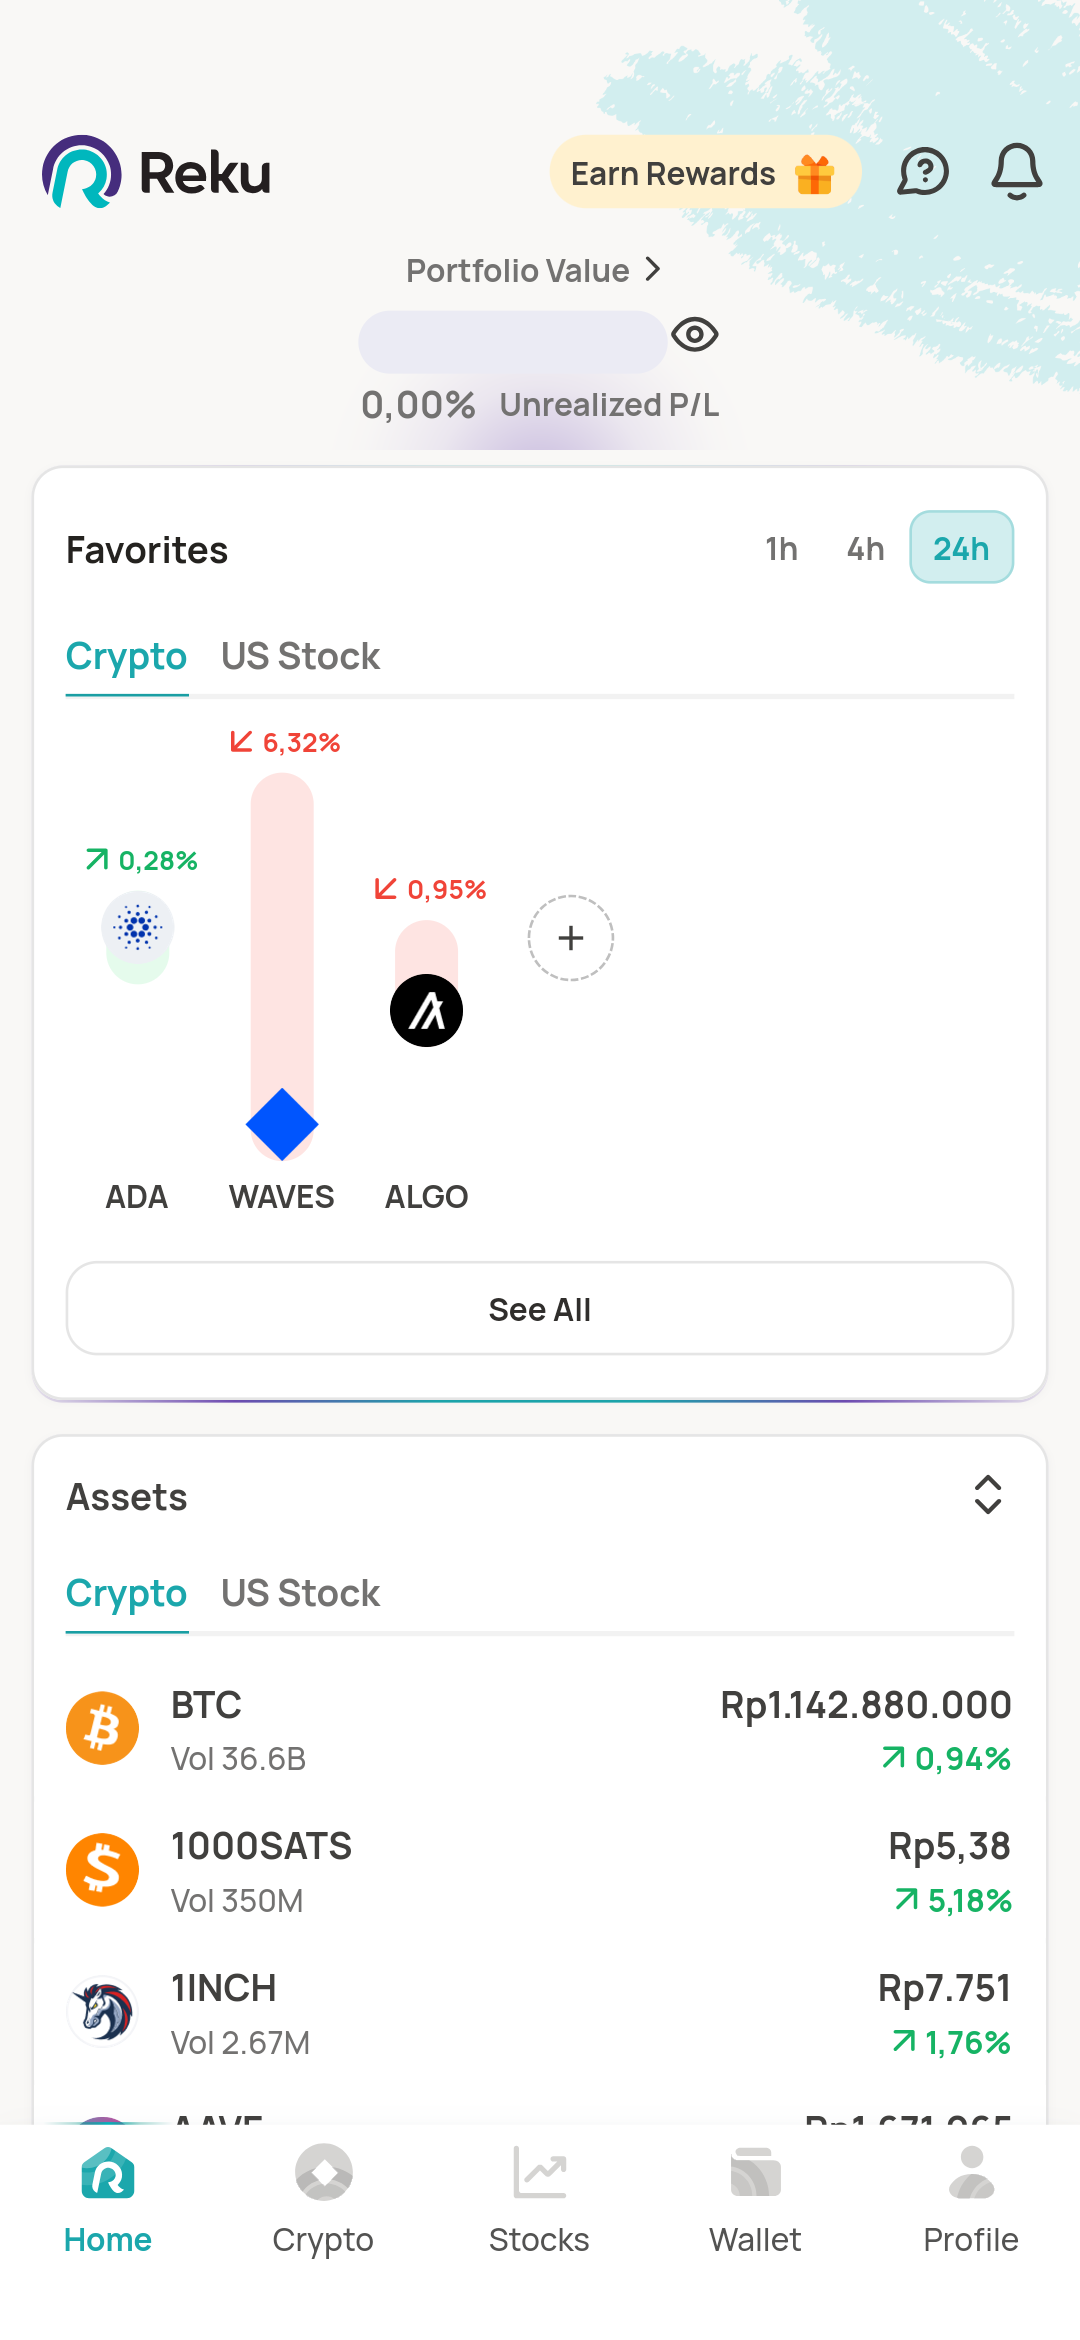 Reku
Earn Rewards
Portfolio Value
0,00% Unrealized P/L
Favorites
1h 4h 24h
Crypto US Stock
6,32%
0,28%
0,95%
ADA WAVES ALGO
See All
Assets
Crypto US Stock
BTC Rp1.142.880.000
Vol 36.6B 0,94%
1000SATS Rp5,38
Vol 350M 5,18%
1INCH Rp7.751
Vol 2.67M 1,76%
Home Crypto Stocks Wallet Profile